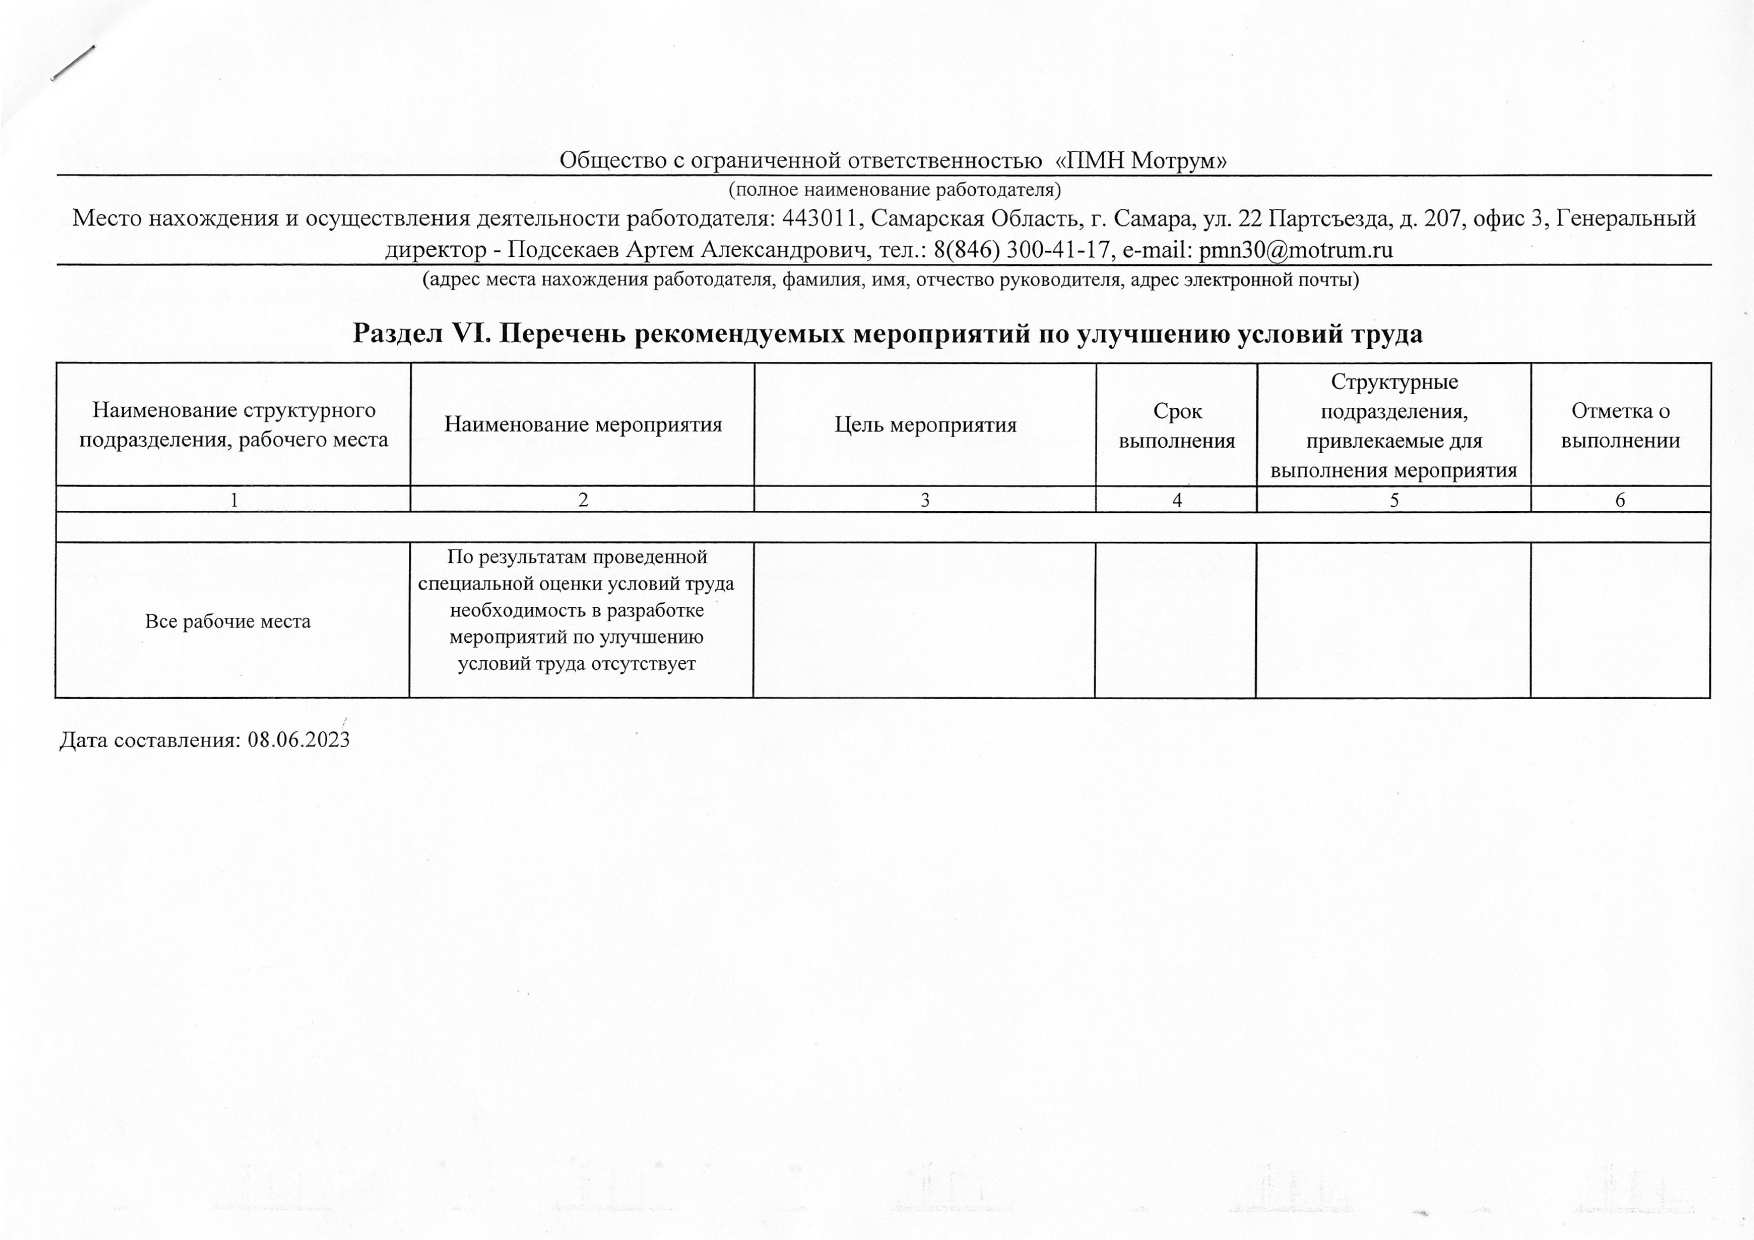 Общество с ограниченной ответственностью «ПМН Мотрум»
(полное наименование работодателя)
Место нахождения и осуществления деятельности работодателя: 443011, Самарская Область, г. Самара, ул. 22 Партсъезда, д. 207, офис 3, Генеральный
директор - Подсекаев Артем Александрович, тел.: 8(846) 300-41-17, e-mail: pmn30@motrum.ru
(адрес места нахождения работодателя, фамилия, имя, отчество руководителя, адрес электронной почты)
Раздел VI. Перечень рекомендуемых мероприятий по улучшению условий труда
Наименование структурного
подразделения, рабочего места
Наименование мероприятия
Цель мероприятия
Срок
выполнения
Структурные
подразделения,
привлекаемые для
выполнения мероприятия
Отметка о
выполнении
1
2
3
4
5
6
Все рабочие места
По результатам проведенной
специальной оценки условий труда
необходимость в разработке
мероприятий по улучшению
условий труда отсутствует
Дата составления: 08.06.2023